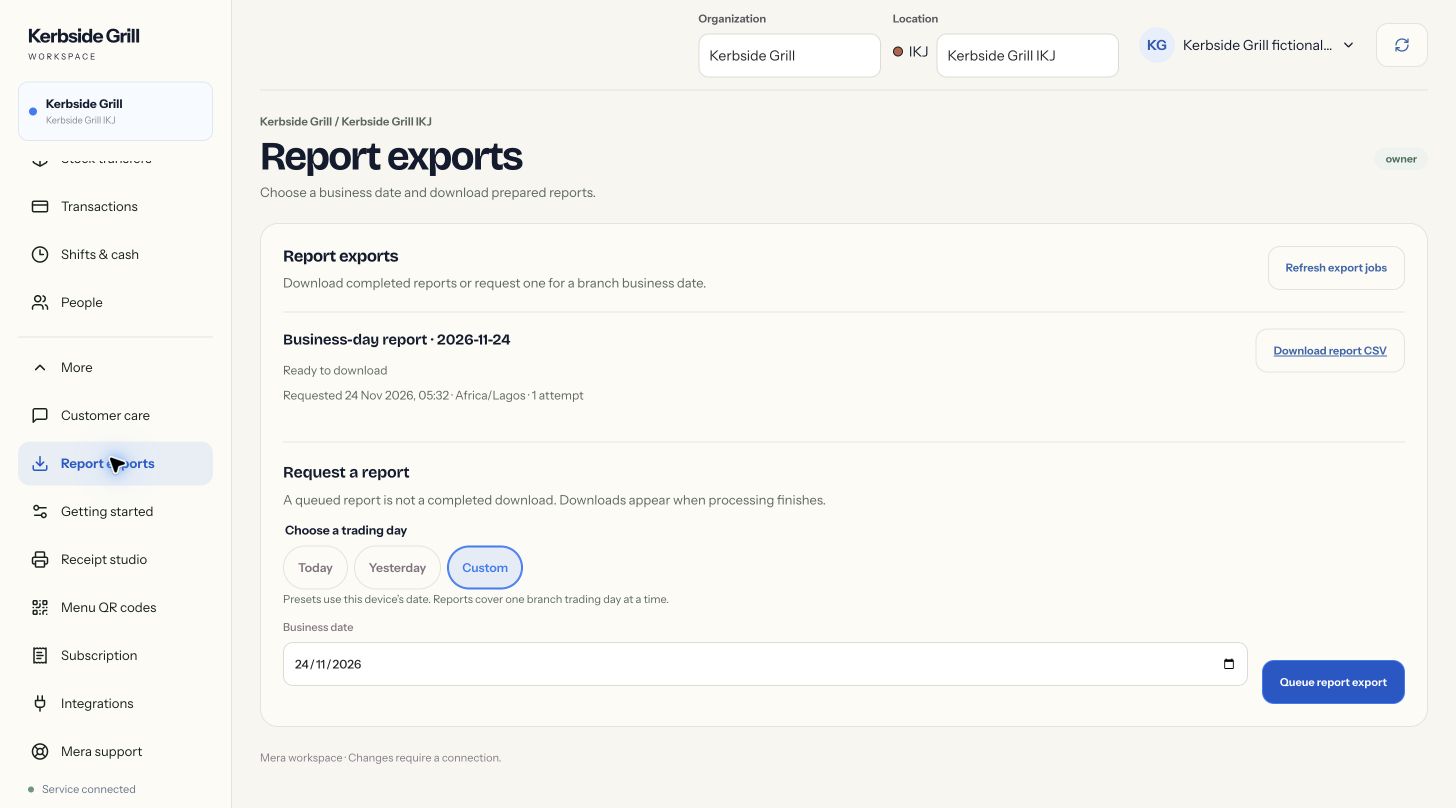 Kerbside Grill
WORKSPACE
Kerbside Grill
Kerbside Grill IKJ
Stock transfers
Transactions
Shifts & cash
People
More
Customer care
Report exports
Getting started
Receipt studio
Menu QR codes
Subscription
Integrations
Mera support
Service connected
Organization
Kerbside Grill
Location
IKJ
Kerbside Grill IKJ
KG
Kerbside Grill fictional...
Kerbside Grill / Kerbside Grill IKJ
Report exports
owner
Choose a business date and download prepared reports.
Report exports
Download completed reports or request one for a branch business date.
Refresh export jobs
Business-day report · 2026-11-24
Ready to download
Requested 24 Nov 2026, 05:32 · Africa/Lagos · 1 attempt
Download report CSV
Request a report
A queued report is not a completed download. Downloads appear when processing finishes.
Choose a trading day
Today
Yesterday
Custom
Presets use this device's date. Reports cover one branch trading day at a time.
Business date
24/11/2026
Queue report export
Mera workspace · Changes require a connection.